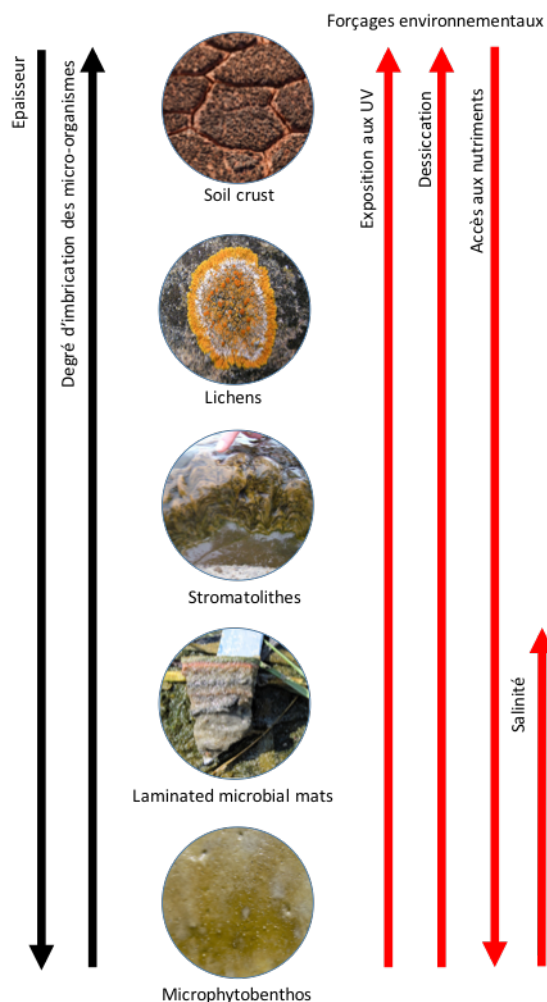 Forçages environnementaux
Epaisseur
Degré d'imbrication des micro-organismes
Exposition aux UV
Dessiccation
Accès aux nutriments
Soil crust
Lichens
Stromatolithes
Salinité
Laminated microbial mats
Microphytobenthos